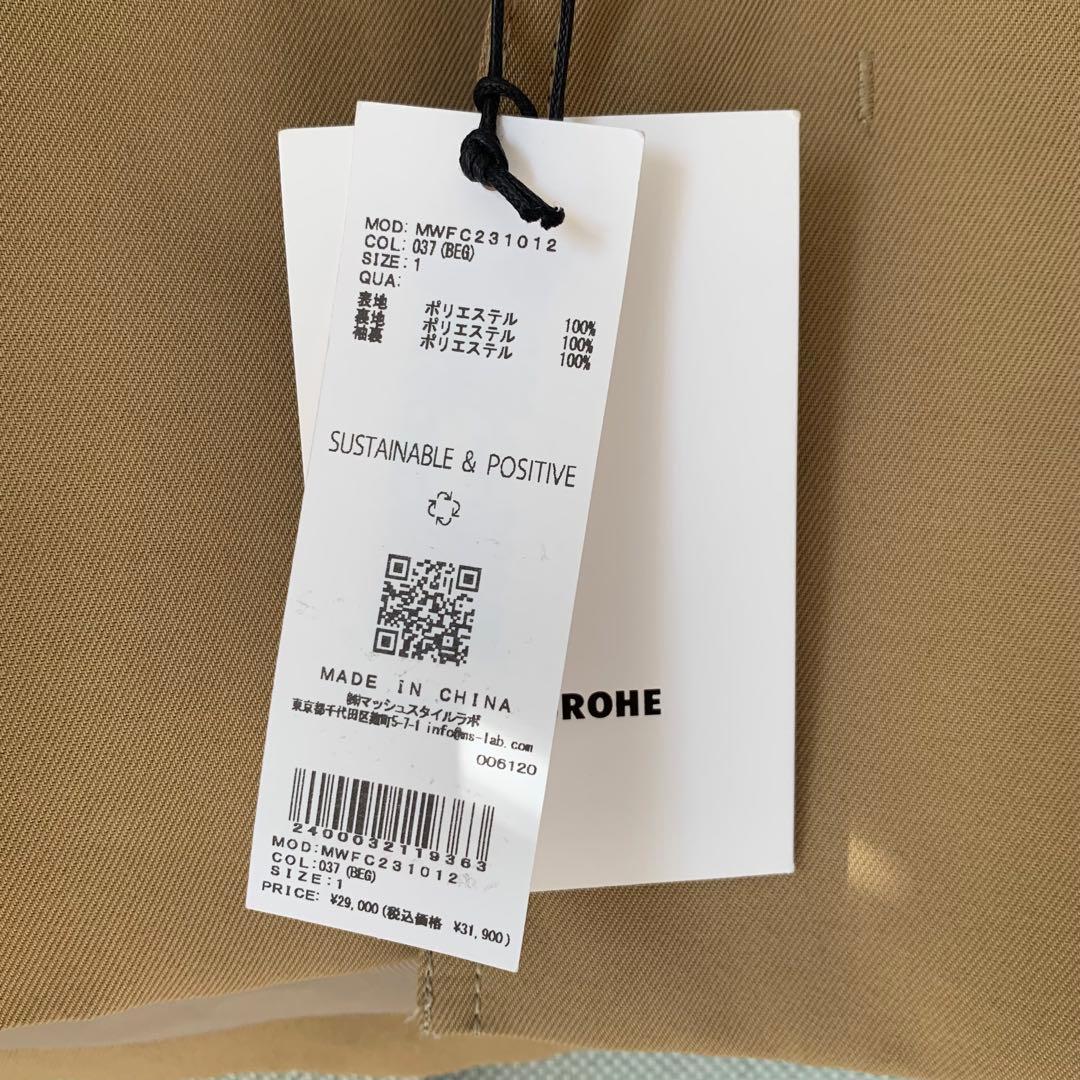 MOD: MWFC231012
COL: 037 (BEG)
SIZE: 1
QUA:
表地 ポリエステル 100%
裏地 ポリエステル 100%
袖裏 ポリエステル 100%
SUSTAINABLE & POSITIVE
MADE iN CHINA
㈱マッシュスタイルラボ
東京都千代田区麹町5-7-1 info@ms-lab.com
006120
2400032119363
MOD: MWFC231012
COL: 037 (BEG)
SIZE: 1
PRICE: ¥29,000 (税込価格 ¥31,900)
ROHE